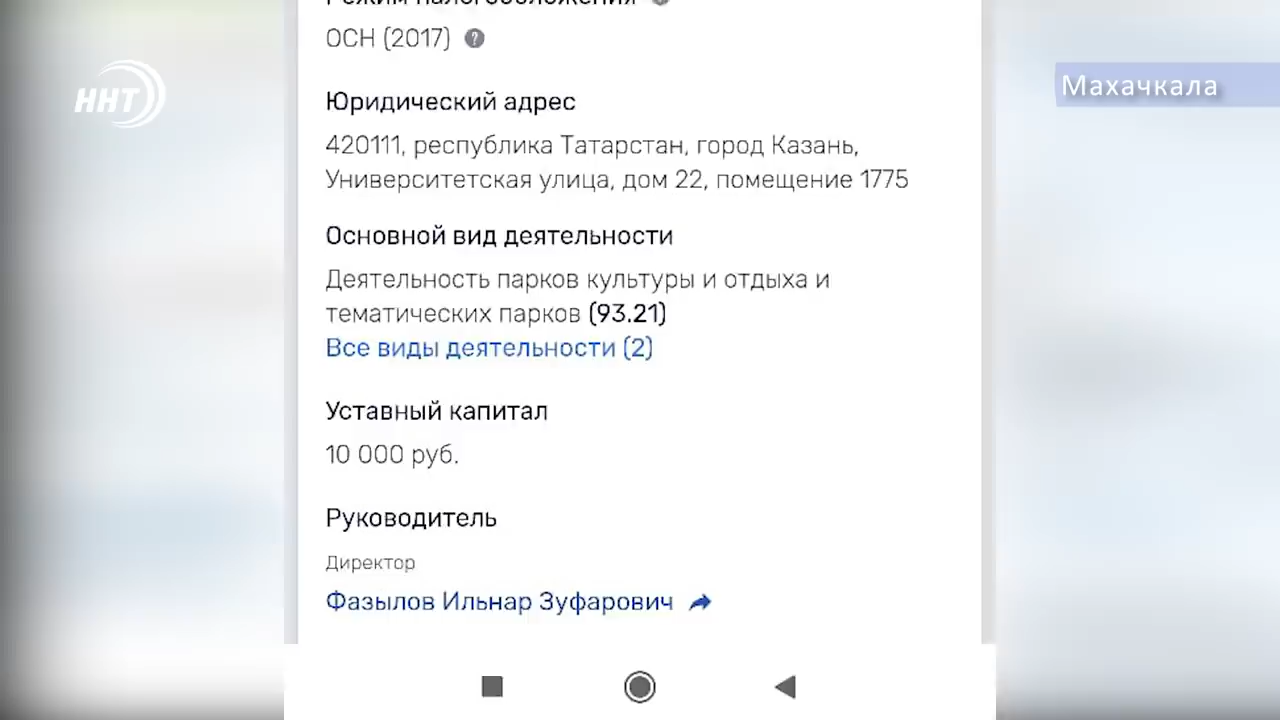 Режим налогообложения
ОСН (2017) ?
ННТ
Махачкала
Юридический адрес
420111, республика Татарстан, город Казань,
Университетская улица, дом 22, помещение 1775
Основной вид деятельности
Деятельность парков культуры и отдыха и
тематических парков (93.21)
Все виды деятельности (2)
Уставный капитал
10 000 руб.
Руководитель
Директор
Фазылов Ильнар Зуфарович